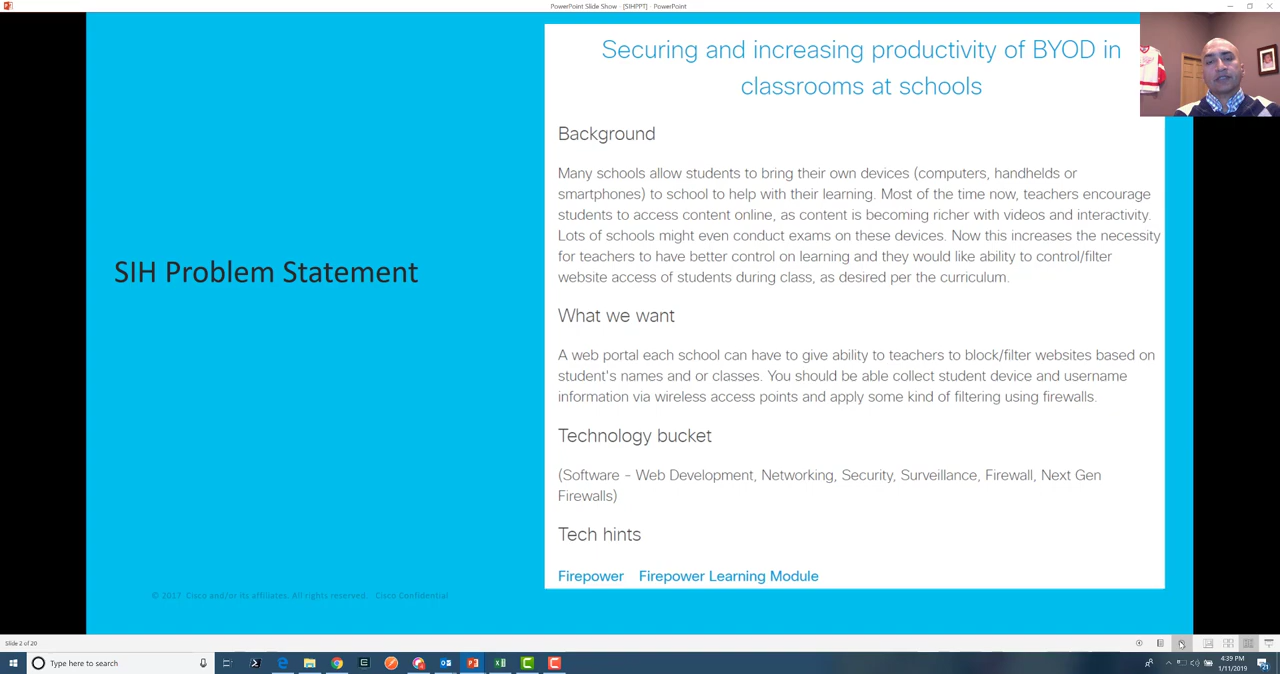 PowerPoint Slide Show - [SIHPPT] - PowerPoint
Securing and increasing productivity of BYOD in
classrooms at schools
Background
Many schools allow students to bring their own devices (computers, handhelds or
smartphones) to school to help with their learning. Most of the time now, teachers encourage
students to access content online, as content is becoming richer with videos and interactivity.
Lots of schools might even conduct exams on these devices. Now this increases the necessity
for teachers to have better control on learning and they would like ability to control/filter
website access of students during class, as desired per the curriculum.
SIH Problem Statement
What we want
A web portal each school can have to give ability to teachers to block/filter websites based on
student's names and or classes. You should be able collect student device and username
information via wireless access points and apply some kind of filtering using firewalls.
Technology bucket
(Software - Web Development, Networking, Security, Surveillance, Firewall, Next Gen
Firewalls)
Tech hints
Firepower Firepower Learning Module
© 2017 Cisco and/or its affiliates. All rights reserved. Cisco Confidential
Slide 2 of 20
Type here to search
4:39 PM
1/11/2019